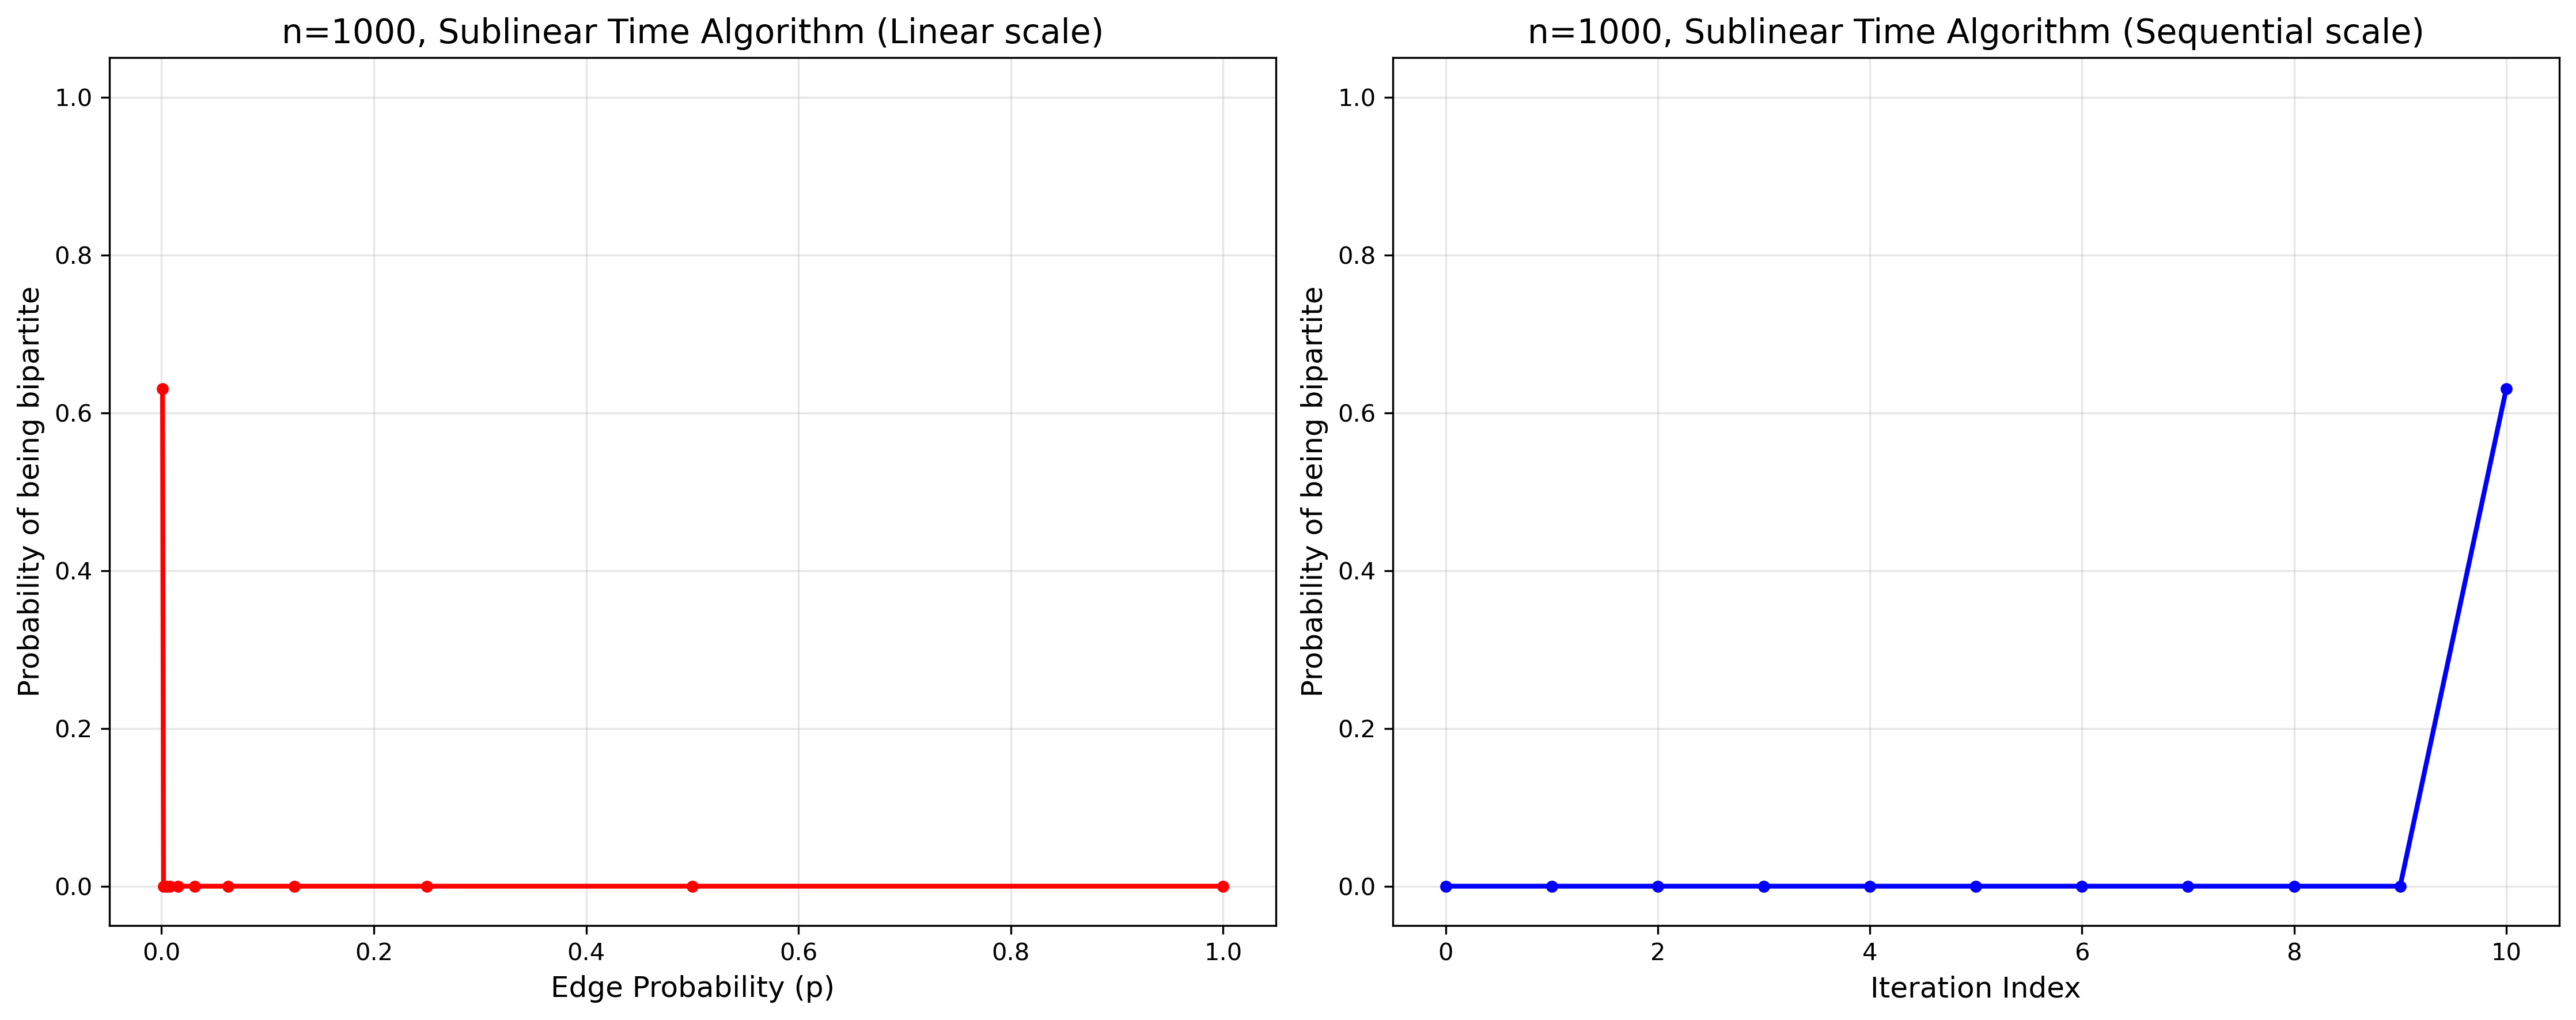 n=1000, Sublinear Time Algorithm (Linear scale)
Probability of being bipartite
1.0
0.8
0.6
0.4
0.2
0.0
0.0 0.2 0.4 0.6 0.8 1.0
Edge Probability (p)
n=1000, Sublinear Time Algorithm (Sequential scale)
Probability of being bipartite
1.0
0.8
0.6
0.4
0.2
0.0
0 2 4 6 8 10
Iteration Index